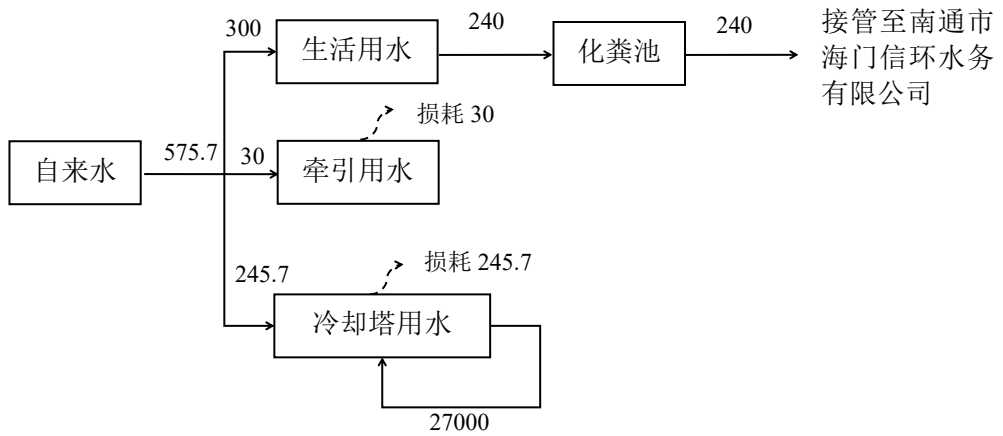 300
生活用水
240
化粪池
240
接管至南通市
海门信环水务
有限公司
损耗 30
自来水
575.7
30
牵引用水
损耗 245.7
245.7
冷却塔用水
27000